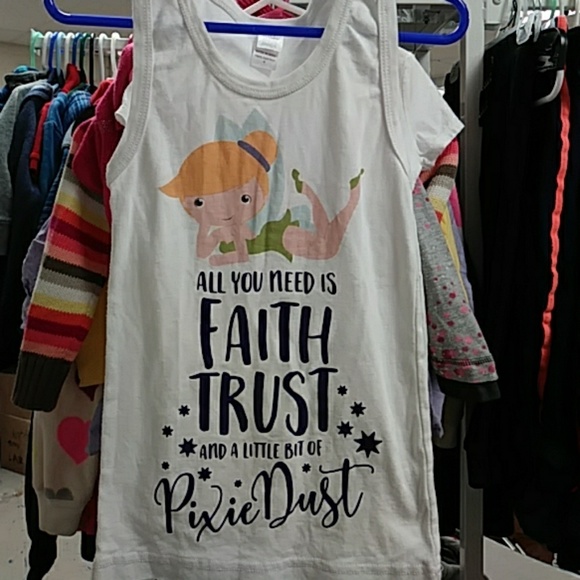 ALL YOU NEED IS
FAITH
TRUST
AND A LITTLE BIT OF
PixieDust